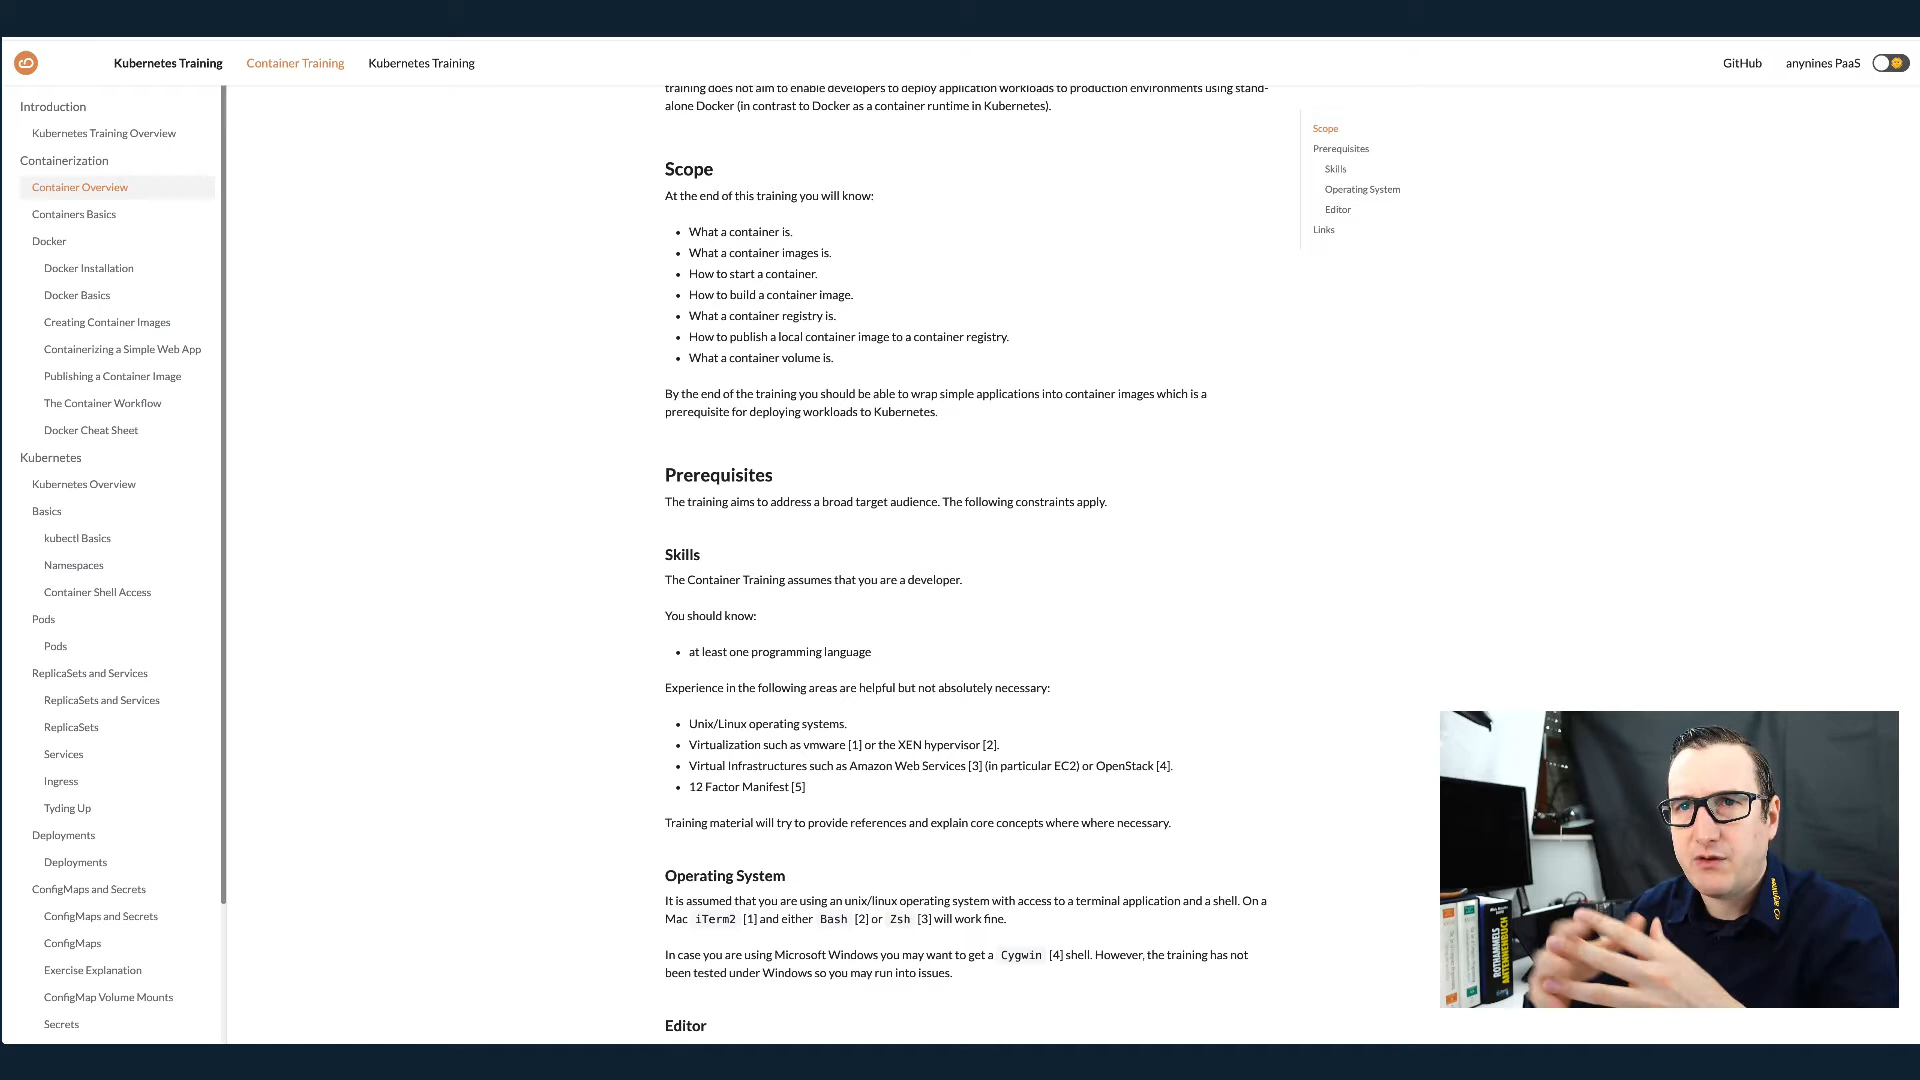 Kubernetes Training
Container Training
Kubernetes Training
GitHub
anynines PaaS
Introduction
Kubernetes Training Overview
Containerization
Container Overview
Containers Basics
Docker
Docker Installation
Docker Basics
Creating Container Images
Containerizing a Simple Web App
Publishing a Container Image
The Container Workflow
Docker Cheat Sheet
Kubernetes
Kubernetes Overview
Basics
kubectl Basics
Namespaces
Container Shell Access
Pods
Pods
ReplicaSets and Services
ReplicaSets and Services
ReplicaSets
Services
Ingress
Tyding Up
Deployments
Deployments
ConfigMaps and Secrets
ConfigMaps and Secrets
ConfigMaps
Exercise Explanation
ConfigMap Volume Mounts
Secrets
training does not aim to enable developers to deploy application workloads to production environments using stand-
alone Docker (in contrast to Docker as a container runtime in Kubernetes).
Scope
At the end of this training you will know:
• What a container is.
• What a container images is.
• How to start a container.
• How to build a container image.
• What a container registry is.
• How to publish a local container image to a container registry.
• What a container volume is.
By the end of the training you should be able to wrap simple applications into container images which is a
prerequisite for deploying workloads to Kubernetes.
Prerequisites
The training aims to address a broad target audience. The following constraints apply.
Skills
The Container Training assumes that you are a developer.
You should know:
• at least one programming language
Experience in the following areas are helpful but not absolutely necessary:
• Unix/Linux operating systems.
• Virtualization such as vmware [1] or the XEN hypervisor [2].
• Virtual Infrastructures such as Amazon Web Services [3] (in particular EC2) or OpenStack [4].
• 12 Factor Manifest [5]
Training material will try to provide references and explain core concepts where where necessary.
Operating System
It is assumed that you are using an unix/linux operating system with access to a terminal application and a shell. On a
Mac iTerm2 [1] and either Bash [2] or Zsh [3] will work fine.
In case you are using Microsoft Windows you may want to get a Cygwin [4] shell. However, the training has not
been tested under Windows so you may run into issues.
Editor
Scope
Prerequisites
Skills
Operating System
Editor
Links
ROTHAMMELS
ANTENNENBUCH